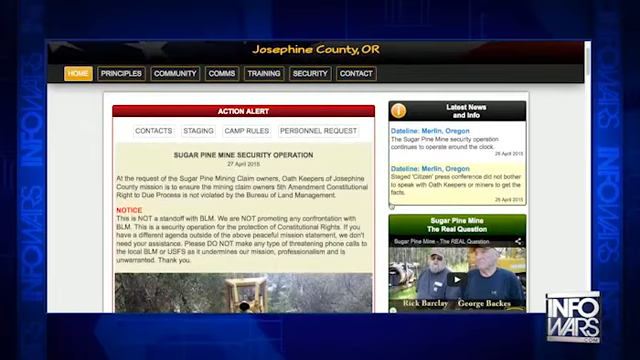 Josephine County, OR
HOME
PRINCIPLES
COMMUNITY
COMMS
TRAINING
SECURITY
CONTACT
ACTION ALERT
CONTACTS
STAGING
CAMP RULES
PERSONNEL REQUEST
SUGAR PINE MINE SECURITY OPERATION
27 April 2015
At the request of the Sugar Pine Mining Claim owners, Oath Keepers of Josephine
County mission is to ensure the mining claim owners 5th Amendment Constitutional
Right to Due Process is not violated by the Bureau of Land Management.
NOTICE
This is NOT a standoff with BLM. We are NOT promoting any confrontation with
BLM. This is a security operation for the protection of Constitutional Rights. If you
have a different agenda outside of the above peaceful mission statement, we don't
need your assistance. Please DO NOT make any type of threatening phone calls
to the local BLM or USFS as it undermines our mission, professionalism and is
unwarranted. Thank you.
Latest News
and Info
Dateline: Merlin, Oregon
The Sugar Pine Mine security operation
continues to operate around the clock.
26 April 2015
Dateline: Merlin, Oregon
Staged 'Citizen' press conference did not bother
to speak with Oath Keepers or miners to get the
facts.
25 April 2015
Sugar Pine Mine
The Real Question
Sugar Pine Mine - The REAL Question
Rick Barclay
George Backes
INFO
WARS
.COM
INFOWARS